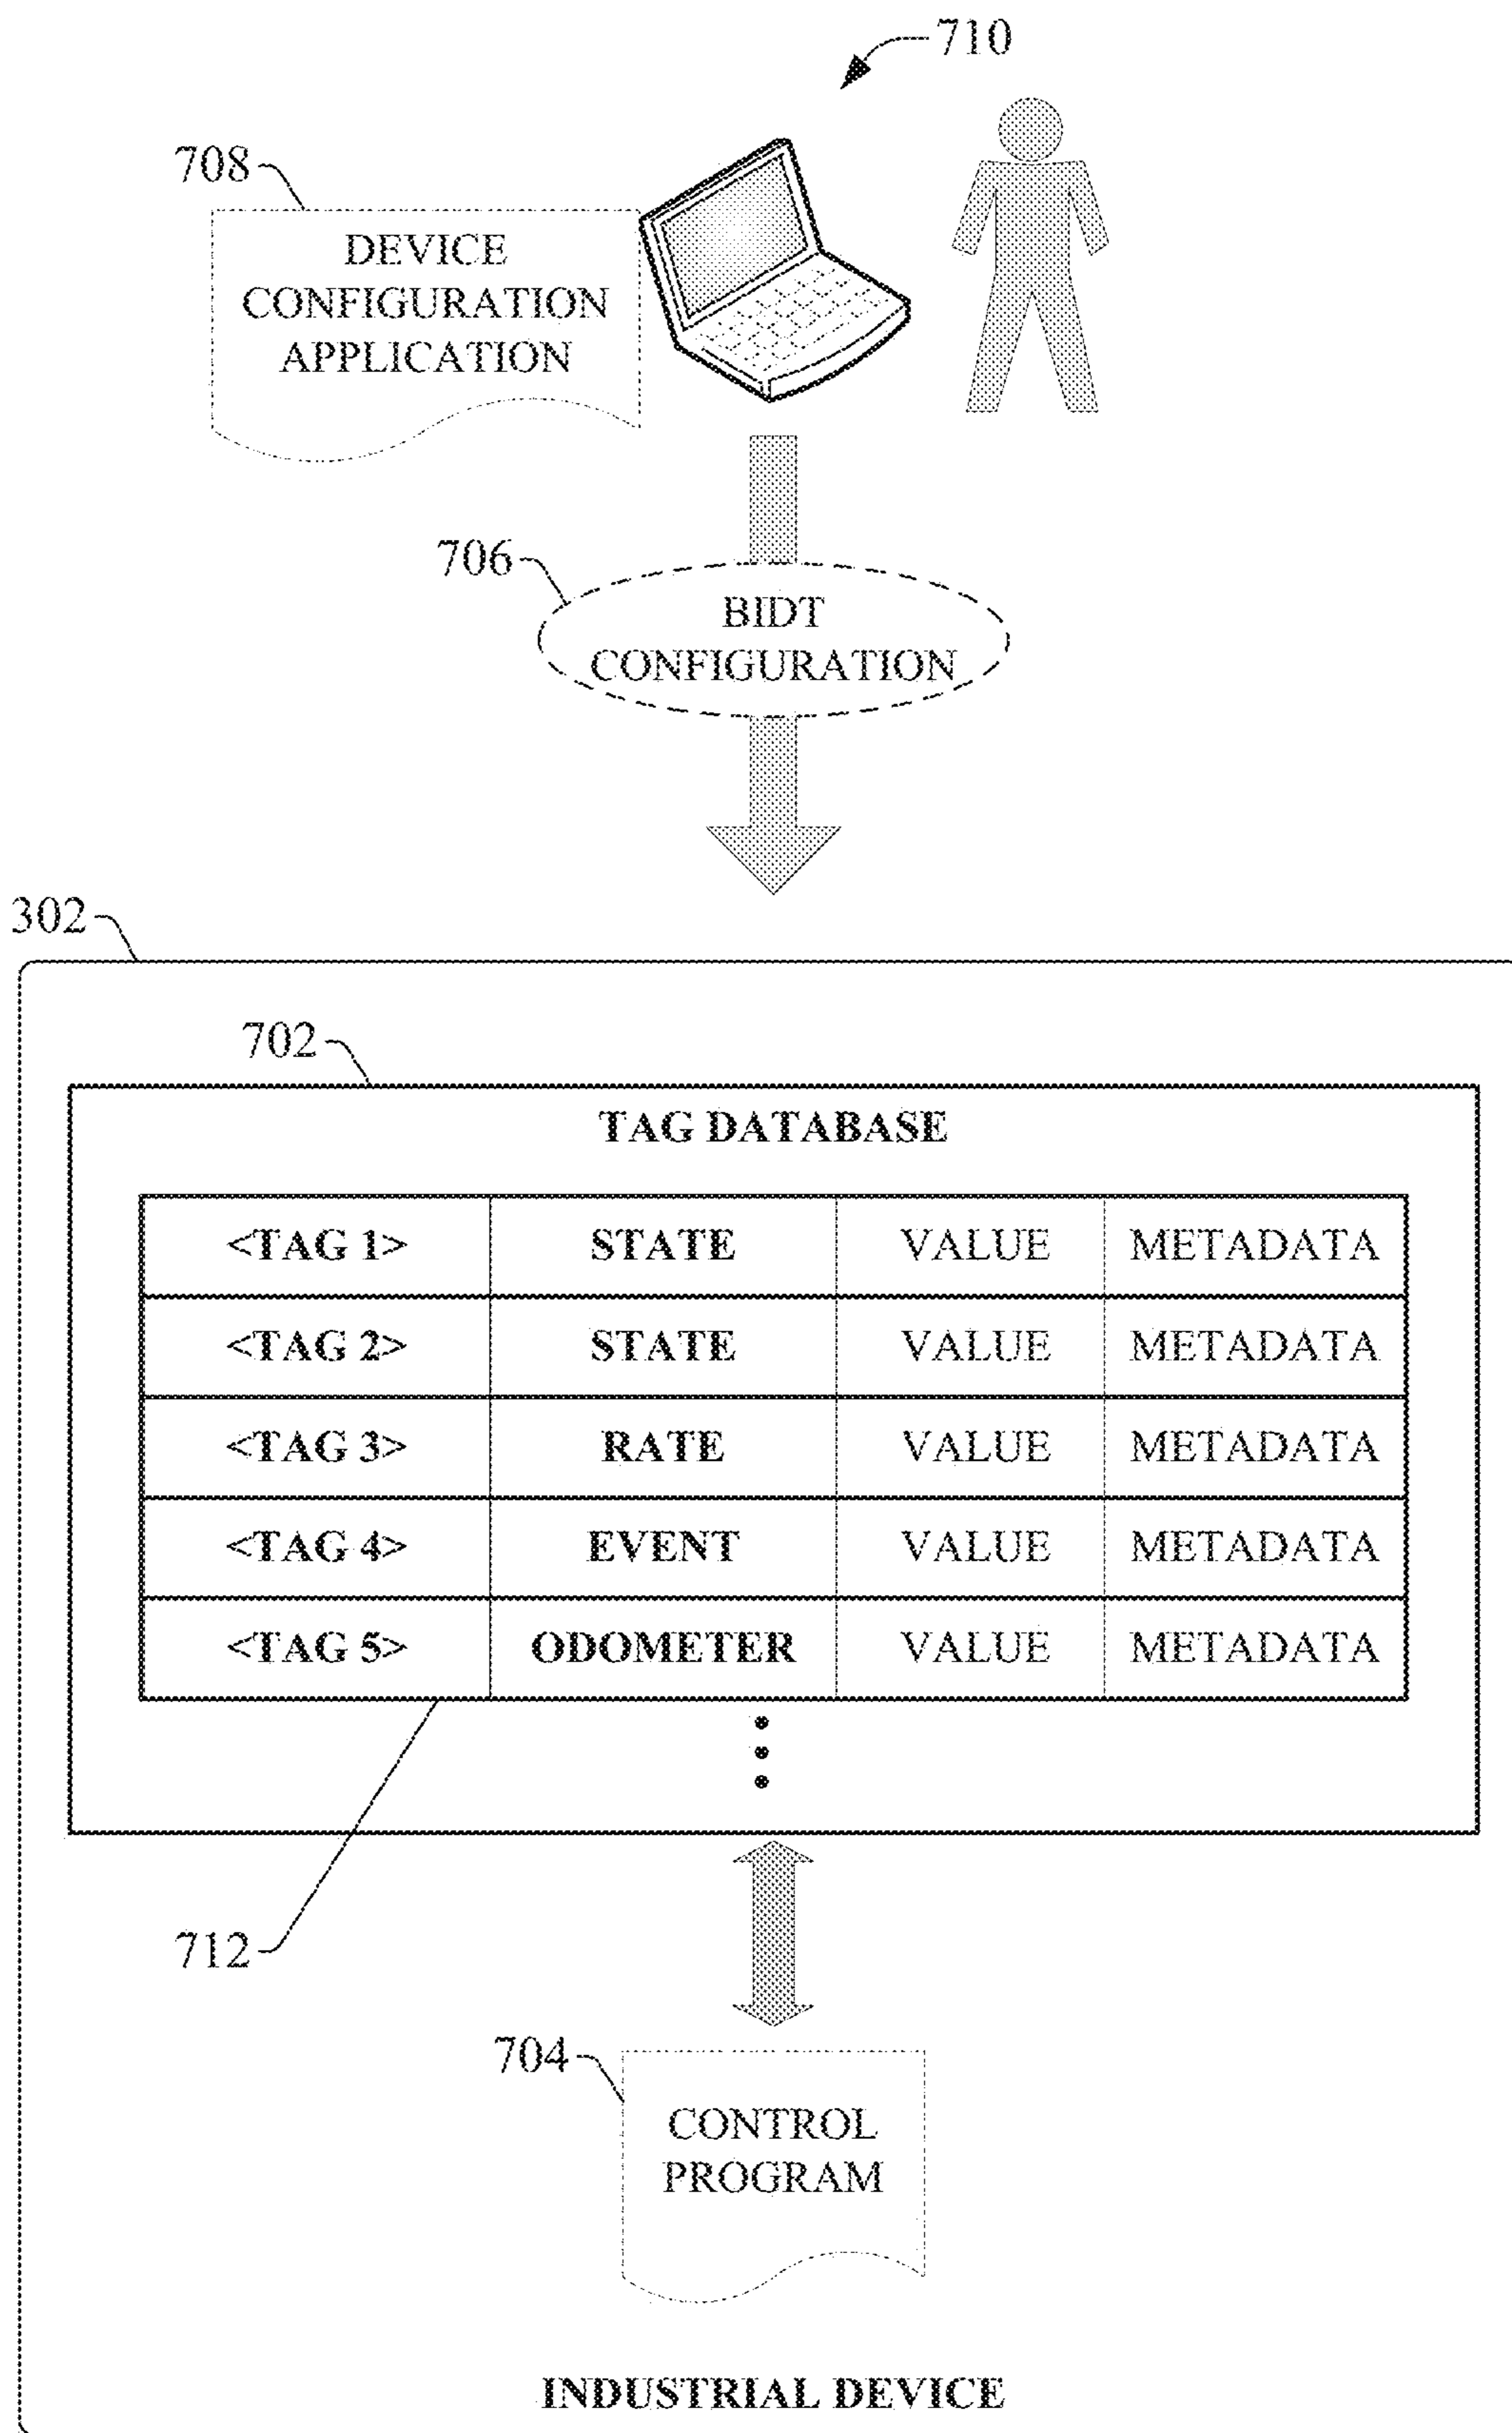 710
708
DEVICE
CONFIGURATION
APPLICATION
706
BIDT
CONFIGURATION
302
702
TAG DATABASE
<TAG 1> STATE VALUE METADATA
<TAG 2> STATE VALUE METADATA
<TAG 3> RATE VALUE METADATA
<TAG 4> EVENT VALUE METADATA
<TAG 5> ODOMETER VALUE METADATA
712
704
CONTROL
PROGRAM
INDUSTRIAL DEVICE